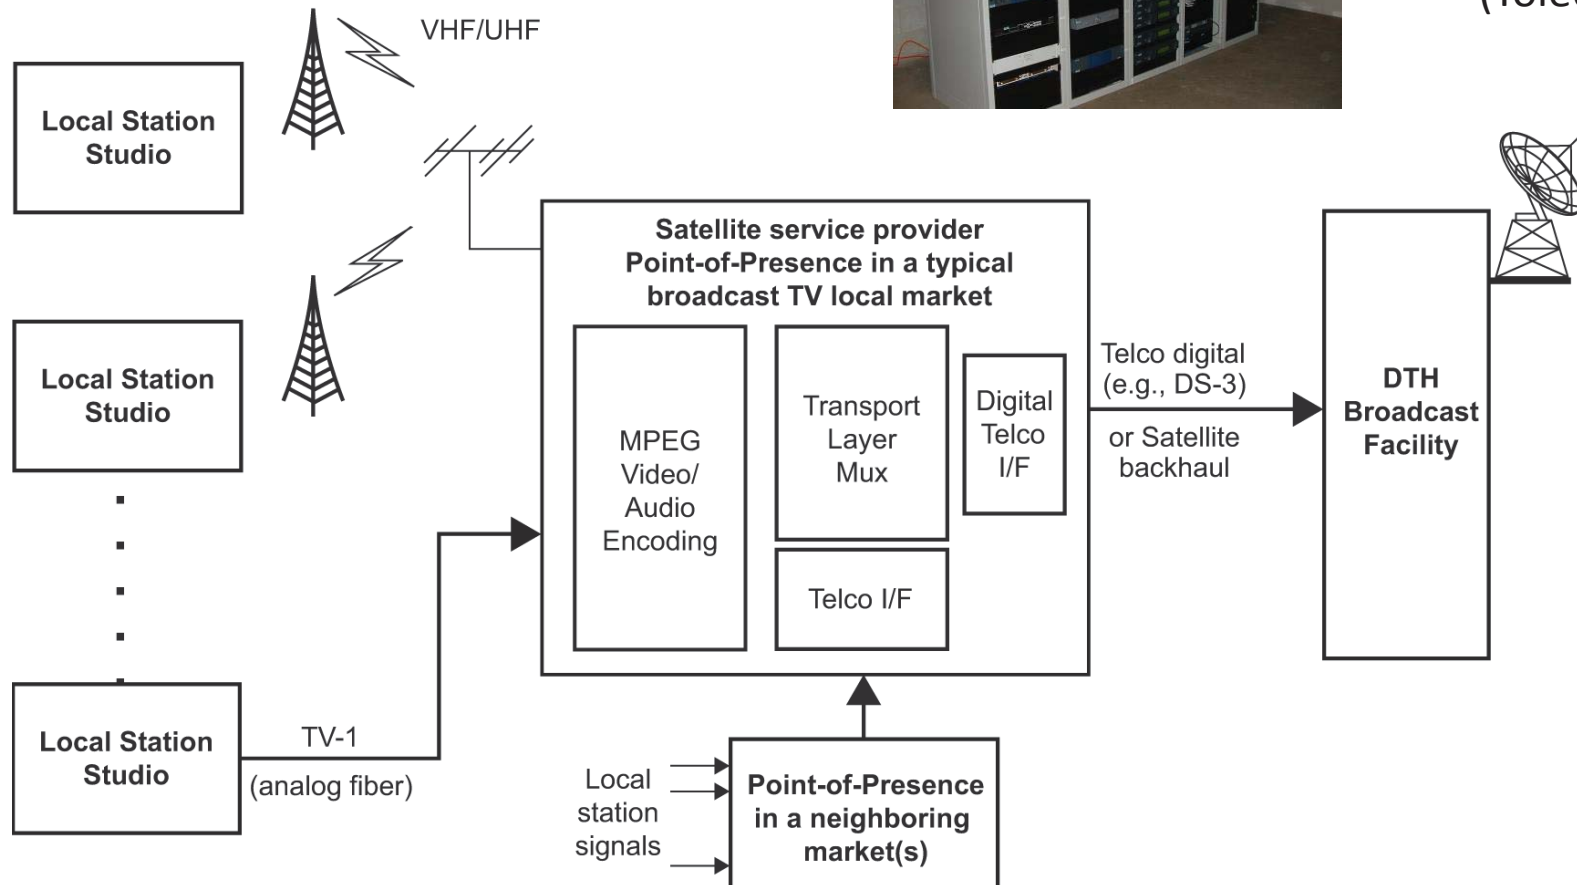 VHF/UHF
Local Station
Studio
Satellite service provider
Point-of-Presence in a typical
broadcast TV local market
Local Station
Studio
MPEG
Video/
Audio
Encoding
Transport
Layer
Mux
Digital
Telco
I/F
Telco I/F
Telco digital
(e.g., DS-3)
or Satellite
backhaul
DTH
Broadcast
Facility
Local Station
Studio
TV-1
(analog fiber)
Local
station
signals
Point-of-Presence
in a neighboring
market(s)